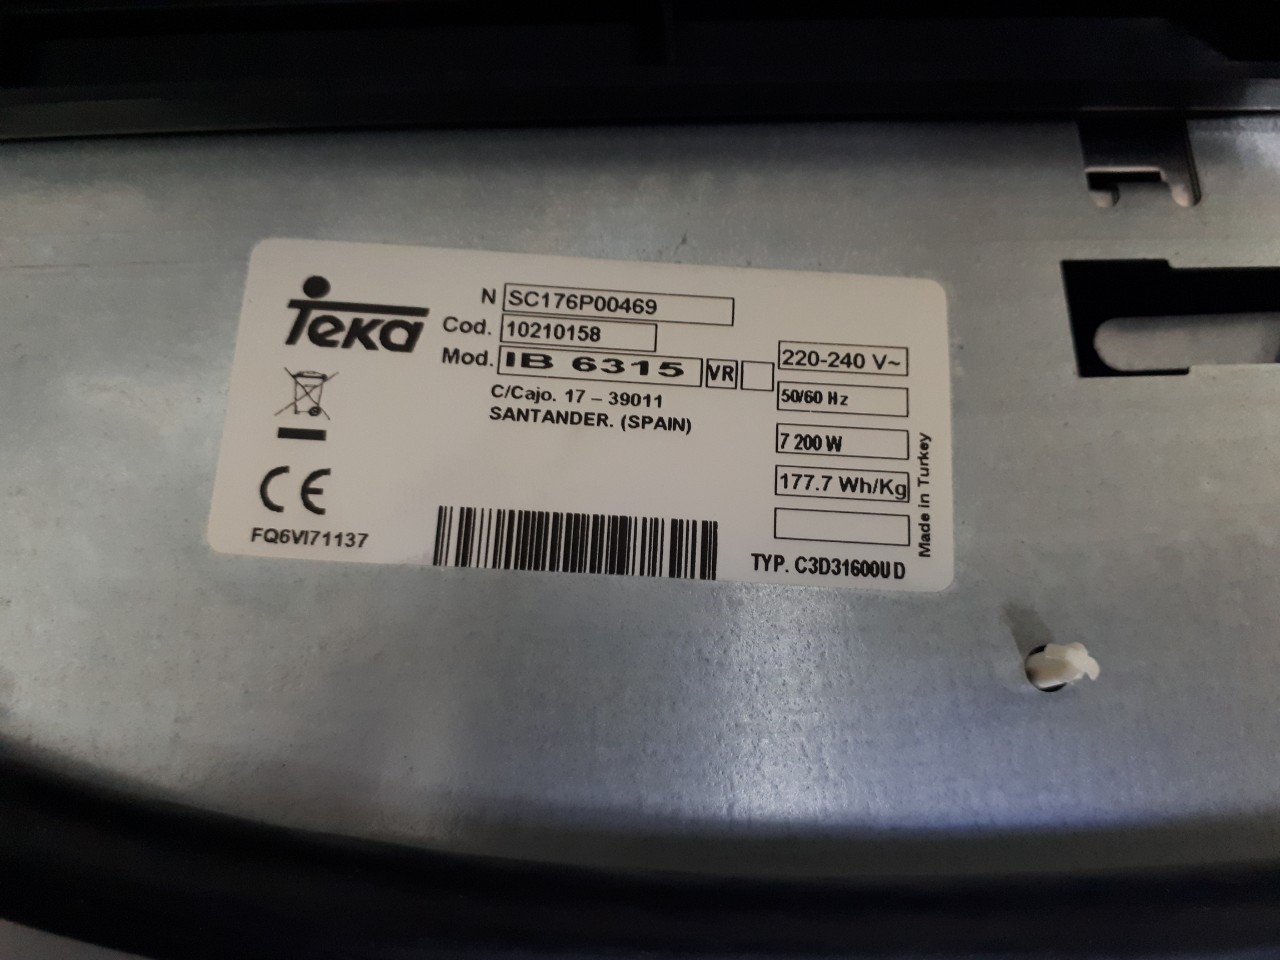 Teka
N SC176P00469
Cod. 10210158
Mod. IB 6315 VR
C/Cajo. 17 – 39011
SANTANDER. (SPAIN)
220-240 V~
50/60 Hz
7 200 W
177.7 Wh/Kg
Made in Turkey
CE
FQ6VI71137
TYP. C3D31600UD